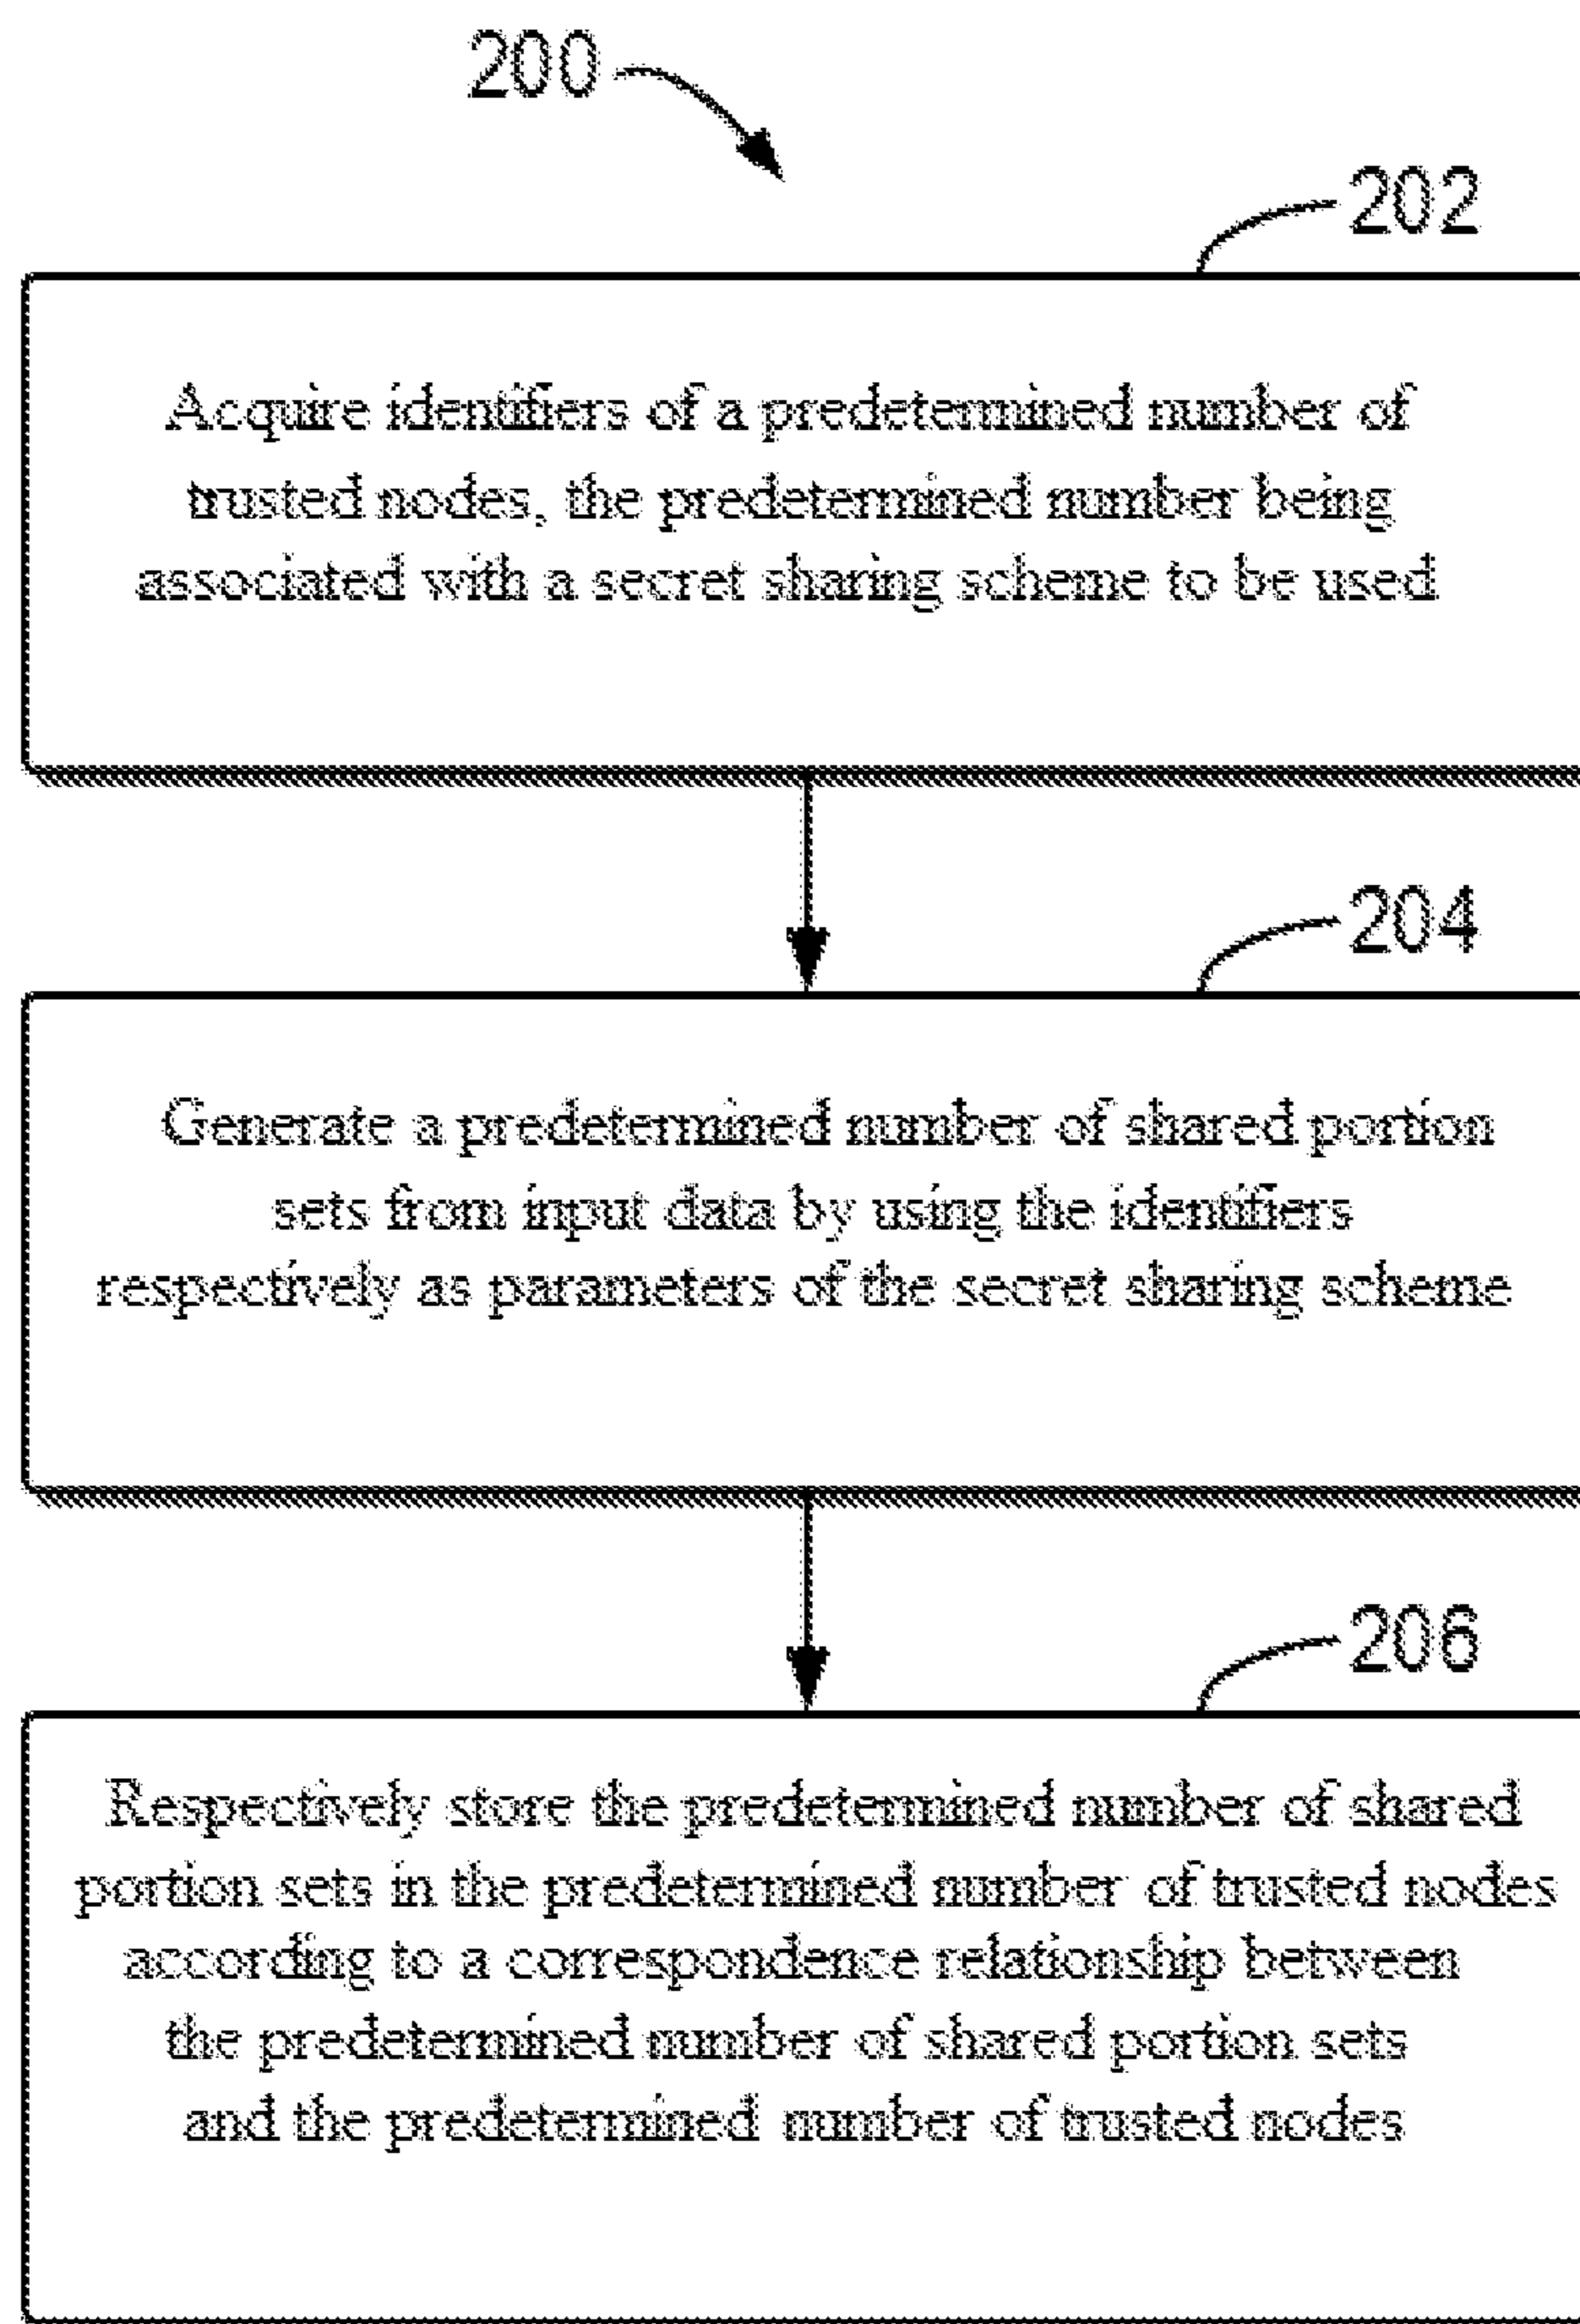 200
202
Acquire identifiers of a predetermined number of
trusted nodes, the predetermined number being
associated with a secret sharing scheme to be used
204
Generate a predetermined number of shared portion
sets from input data by using the identifiers
respectively as parameters of the secret sharing scheme
206
Respectively store the predetermined number of shared
portion sets in the predetermined number of trusted nodes
according to a correspondence relationship between
the predetermined number of shared portion sets
and the predetermined number of trusted nodes